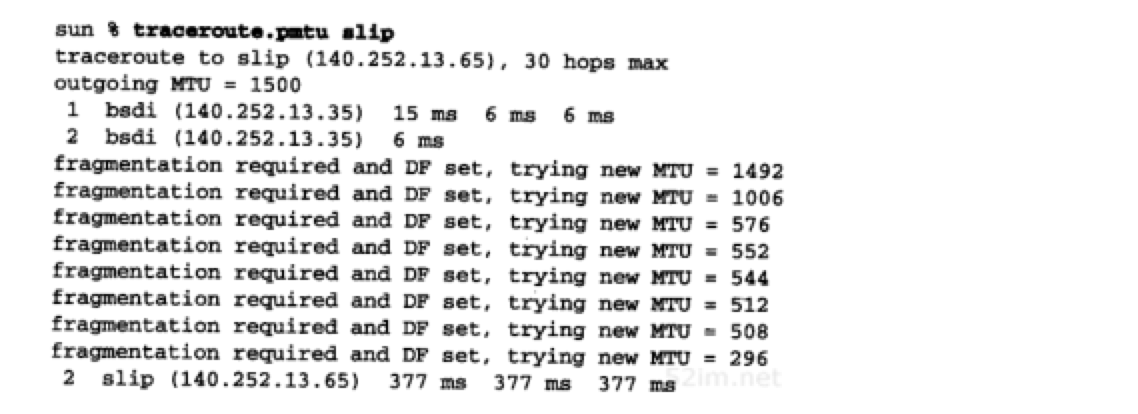 sun % traceroute.pmtu slip
traceroute to slip (140.252.13.65), 30 hops max
outgoing MTU = 1500
1 bsdi (140.252.13.35) 15 ms 6 ms 6 ms
2 bsdi (140.252.13.35) 6 ms
fragmentation required and DF set, trying new MTU = 1492
fragmentation required and DF set, trying new MTU = 1006
fragmentation required and DF set, trying new MTU = 576
fragmentation required and DF set, trying new MTU = 552
fragmentation required and DF set, trying new MTU = 544
fragmentation required and DF set, trying new MTU = 512
fragmentation required and DF set, trying new MTU = 508
fragmentation required and DF set, trying new MTU = 296
2 slip (140.252.13.65) 377 ms 377 ms 377 ms
52im.net